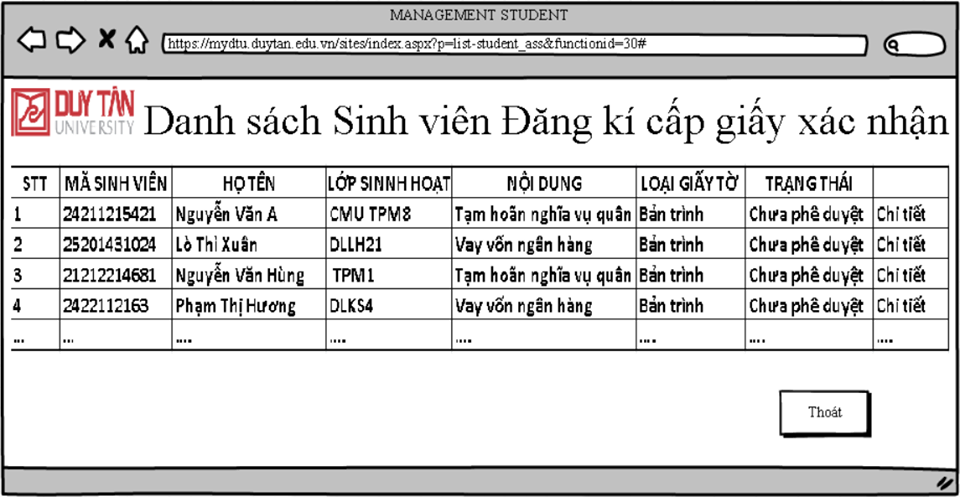 MANAGEMENT STUDENT
https://mydtu.duytan.edu.vn/sites/index.aspx?p=list-student_ass&functionid=30#
DUY TÂN
UNIVERSITY
Danh sách Sinh viên Đăng kí cấp giấy xác nhận
STT MÃ SINH VIÊN HỌ TÊN LỚP SINNH HOẠT NỘI DUNG LOẠI GIẤY TỜ TRẠNG THÁI
1 24211215421 Nguyễn Văn A CMU TPM8 Tạm hoãn nghĩa vụ quân Bản trình Chưa phê duyệt Chi tiết
2 25201431024 Lò Thì Xuân DLLH21 Vay vốn ngân hàng Bản trình Chưa phê duyệt Chi tiết
3 21212214681 Nguyễn Văn Hùng TPM1 Tạm hoãn nghĩa vụ quân Bản trình Chưa phê duyệt Chi tiết
4 2422112163 Phạm Thị Hương DLKS4 Vay vốn ngân hàng Bản trình Chưa phê duyệt Chi tiết
... ... .... .... .... .... .... ....
Thoát